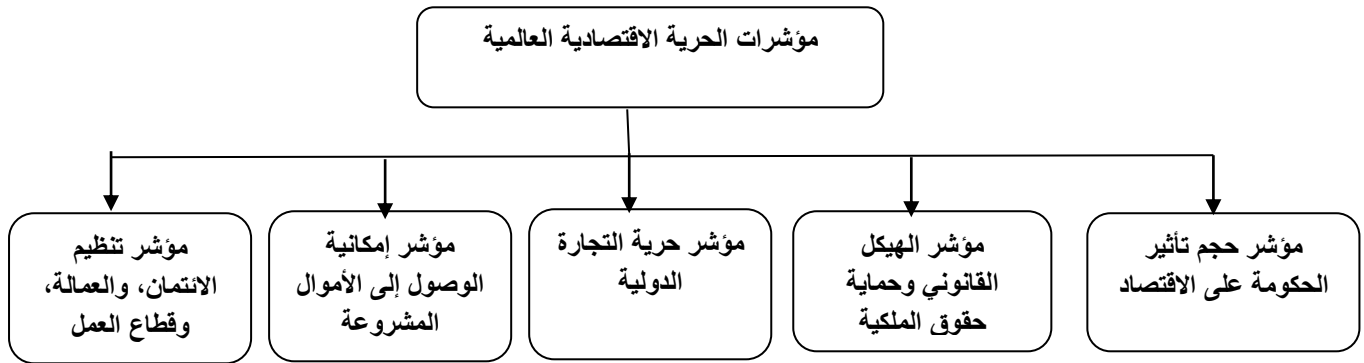 مؤشرات الحرية الاقتصادية العالمية
مؤشر حجم تأثير
الحكومة على الاقتصاد
مؤشر الهيكل
القانوني وحماية
حقوق الملكية
مؤشر حرية التجارة
الدولية
مؤشر إمكانية
الوصول إلى الأموال
المشروعة
مؤشر تنظيم
الائتمان، والعمالة،
وقطاع العمل